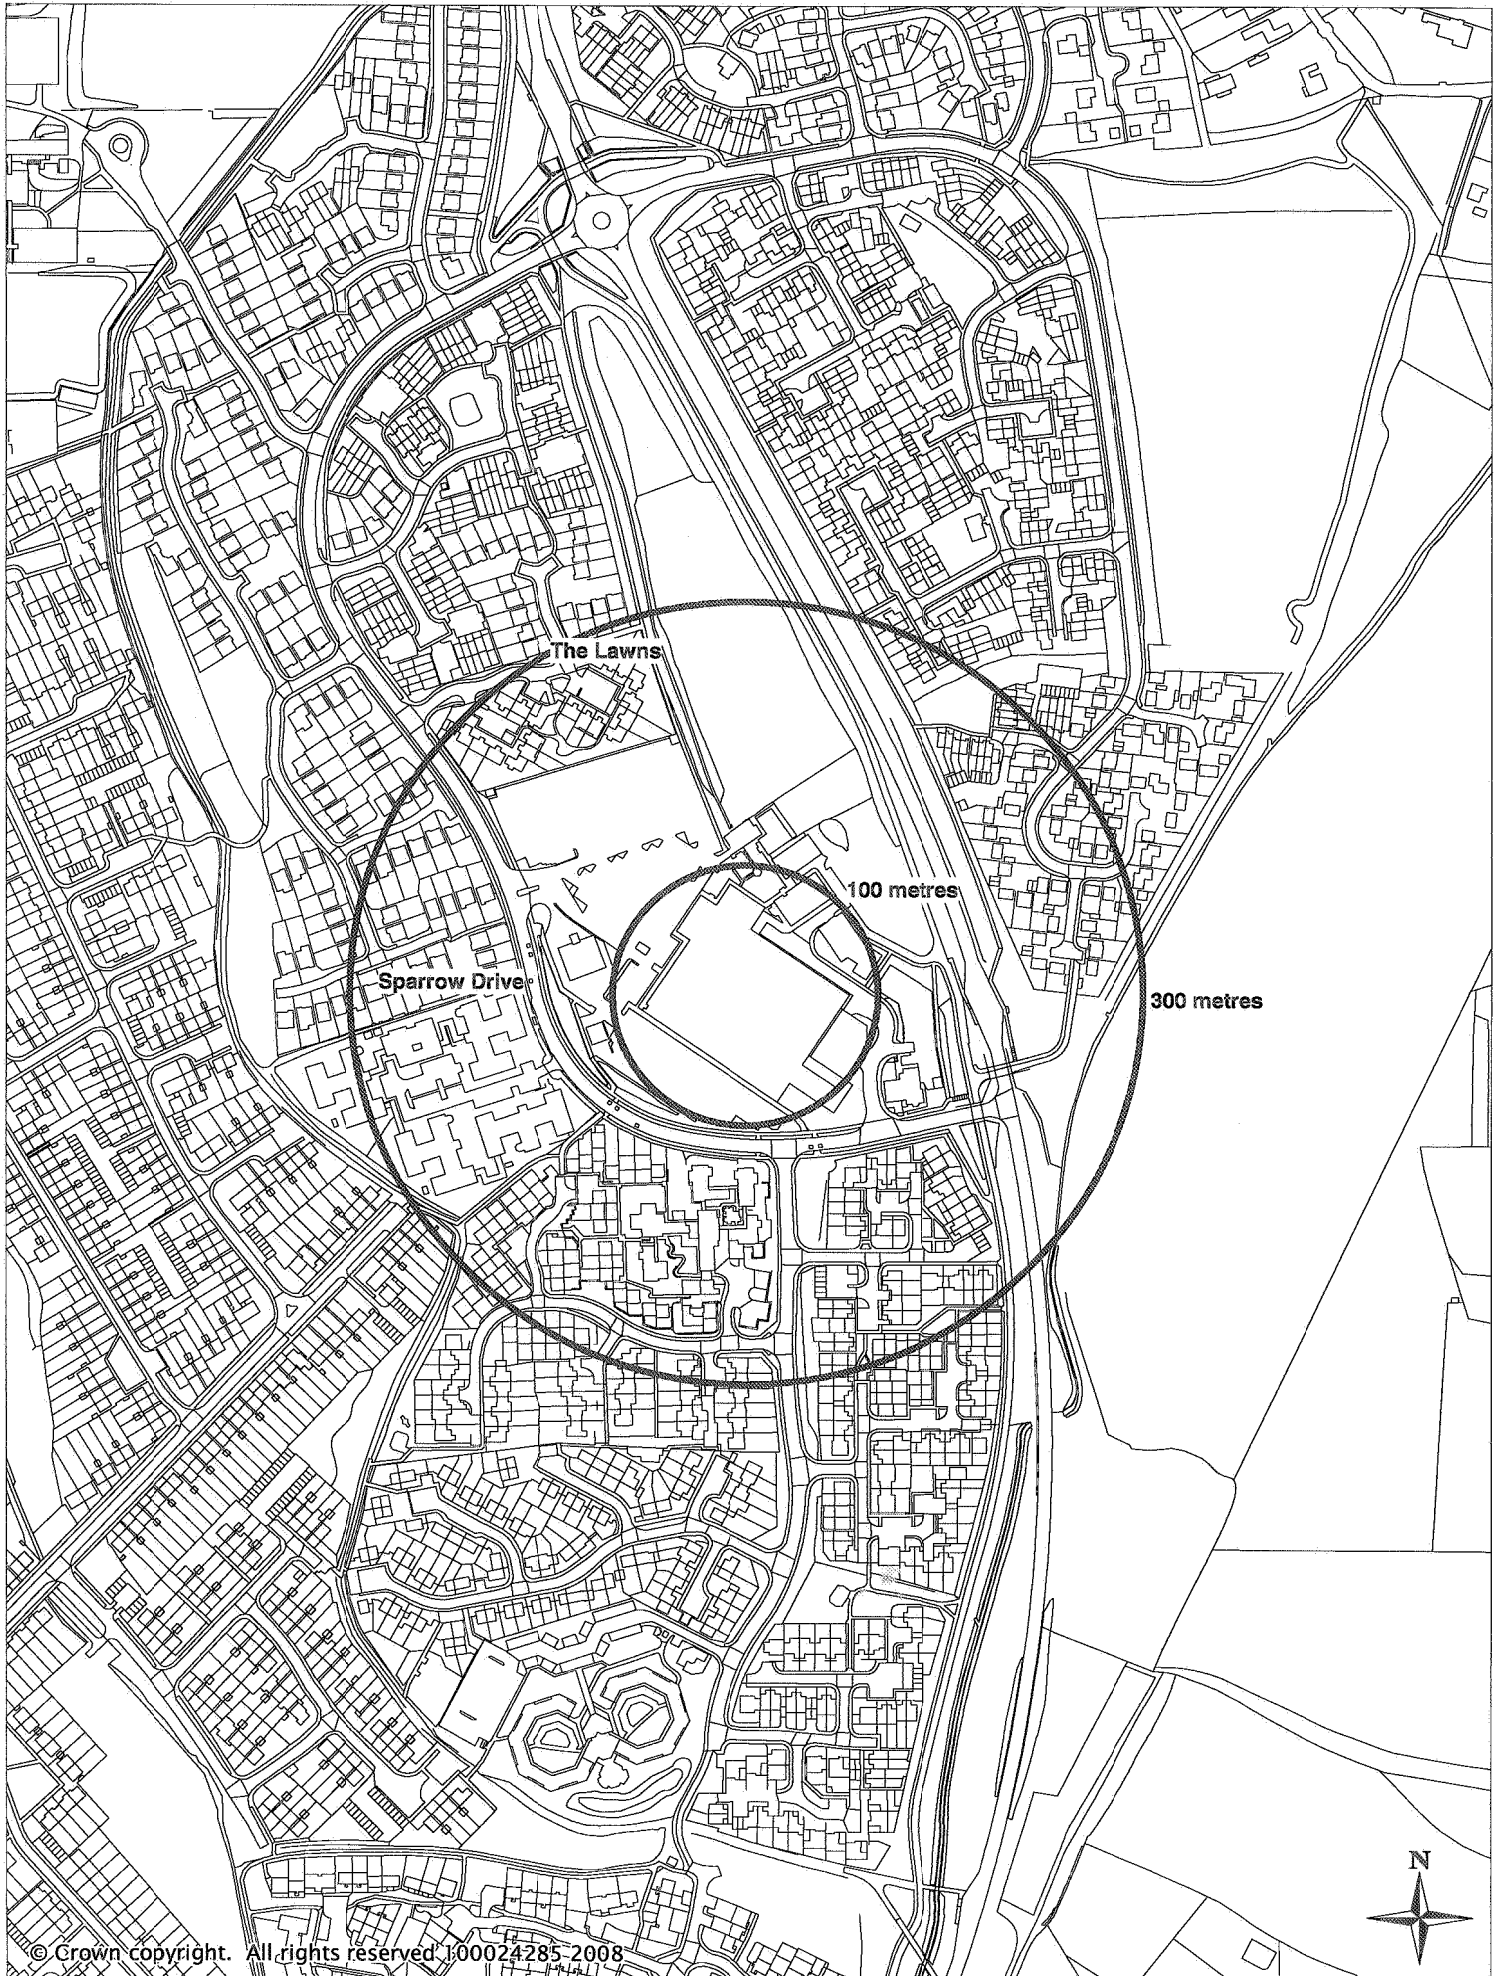 The Lawns
100 metres
Sparrow Drive
300 metres
N
© Crown copyright. All rights reserved 100024285 2008